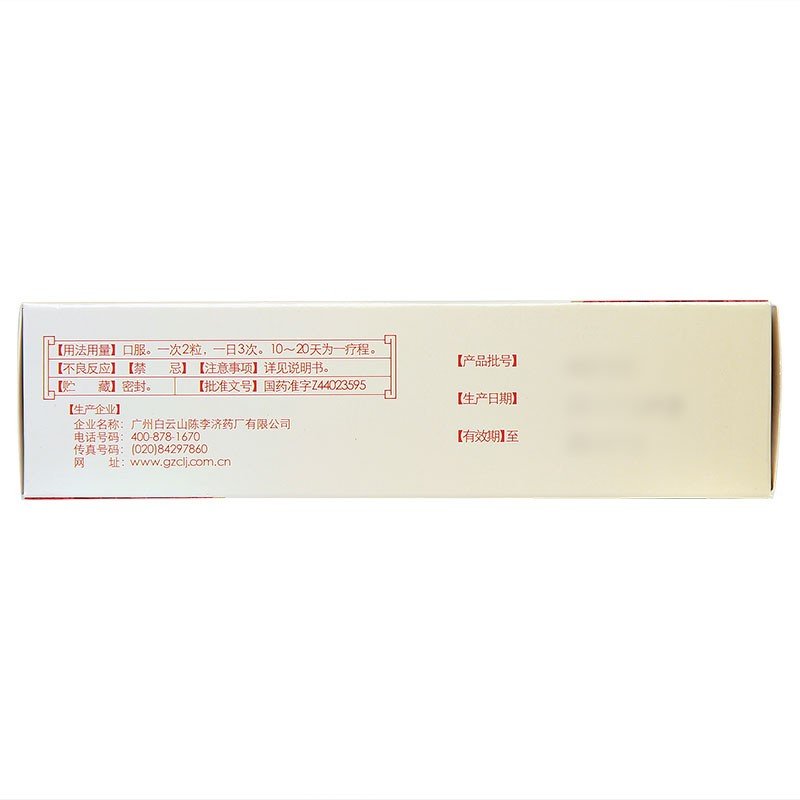 【用法用量】口服。一次2粒，一日3次。10～20天为一疗程。
【不良反应】【禁 忌】【注意事项】详见说明书。
【贮 藏】密封。 【批准文号】国药准字Z44023595
【生产企业】
企业名称：广州白云山陈李济药厂有限公司
电话号码：400-878-1670
传真号码：(020)84297860
网 址：www.gzclj.com.cn
【产品批号】
【生产日期】
【有效期】至